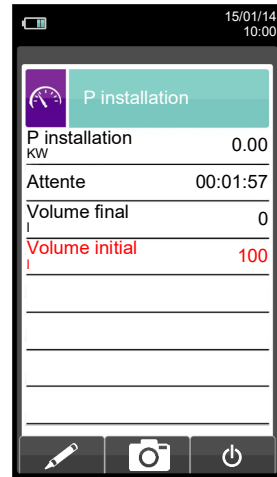 15/01/14
10:00
P installation
P installation
KW
0.00
Attente
00:01:57
Volume final
l
0
Volume initial
l
100